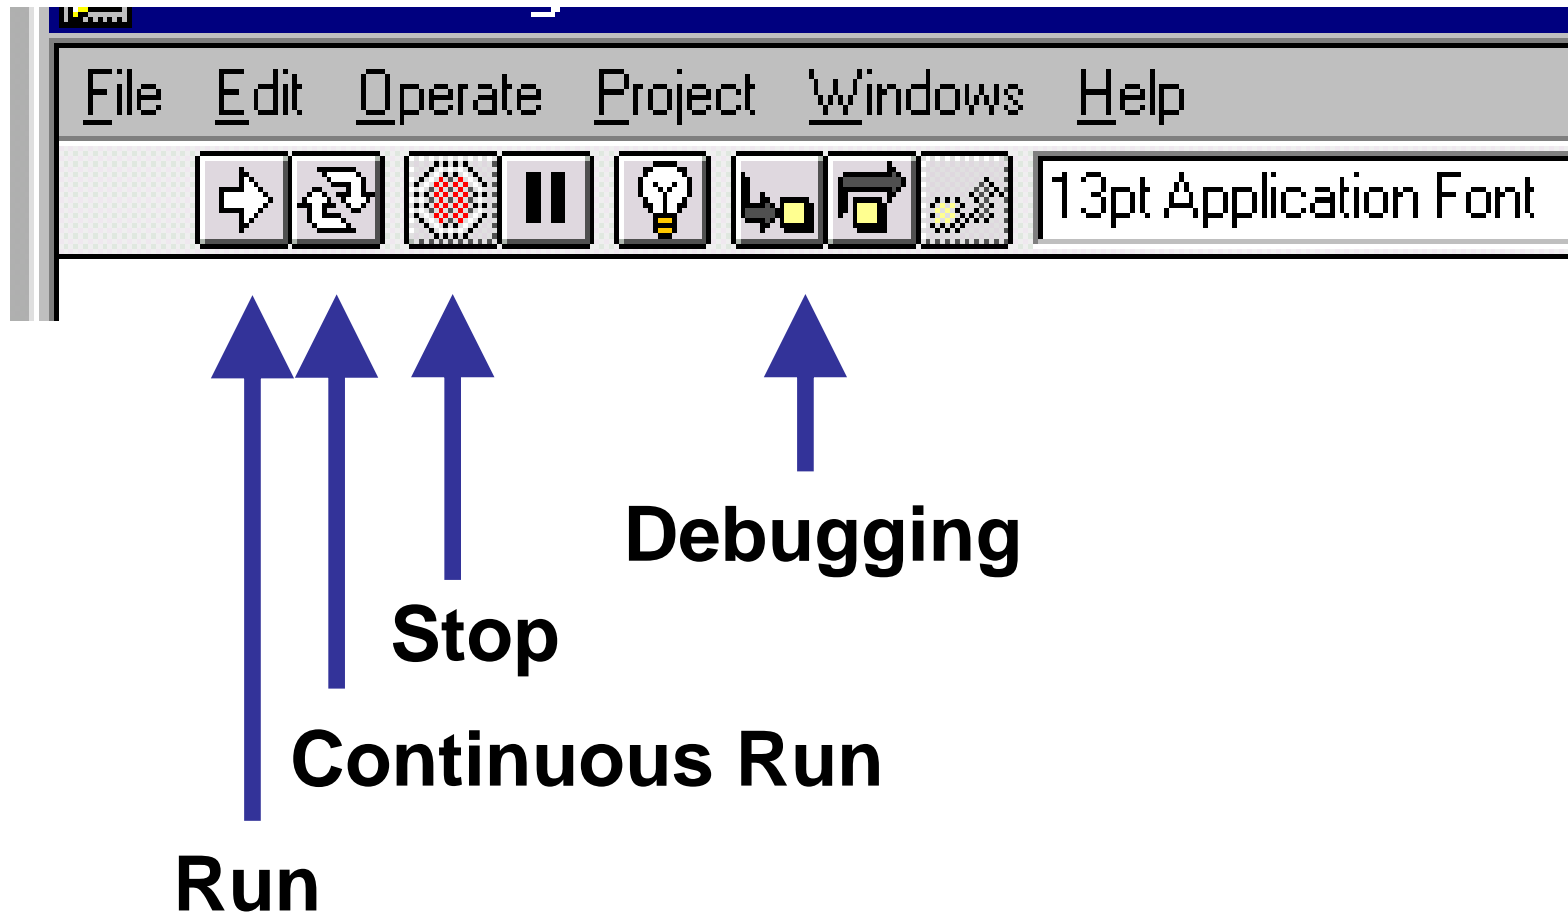 File Edit Operate Project Windows Help
13pt Application Font
Debugging
Stop
Continuous Run
Run